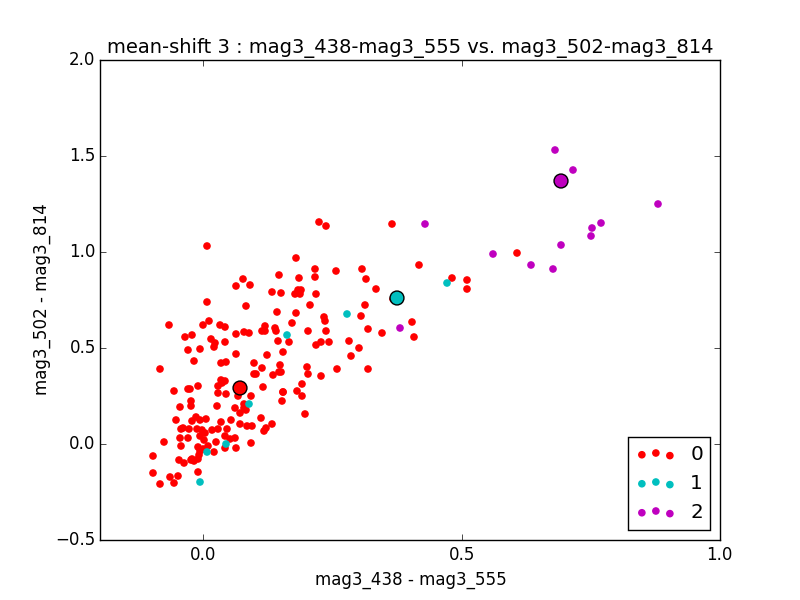 mean-shift 3 : mag3_438-mag3_555 vs. mag3_502-mag3_814
2.0
1.5
1.0
0.5
0.0
−0.5
mag3_502 - mag3_814
0
1
2
0.0 0.5 1.0
mag3_438 - mag3_555